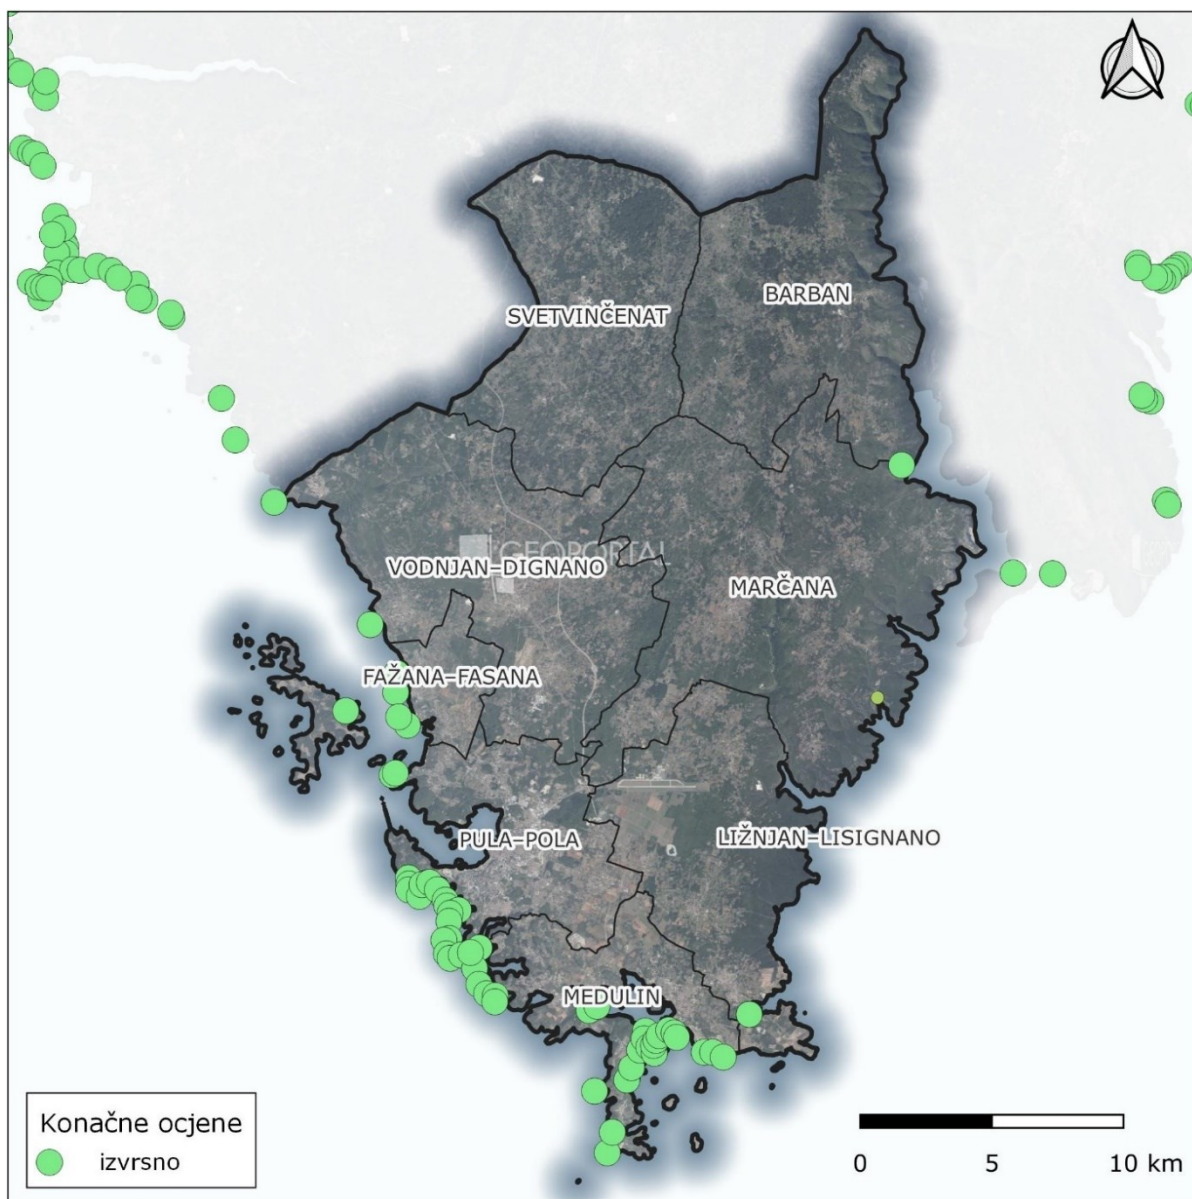 BARBAN
SVETVINČENAT
GEOPORTAL
VODNJAN–DIGNANO
MARČANA
FAŽANA–FASANA
PULA–POLA
LIŽNJAN–LISIGNANO
MEDULIN
Konačne ocjene
izvrsno
0 5 10 km